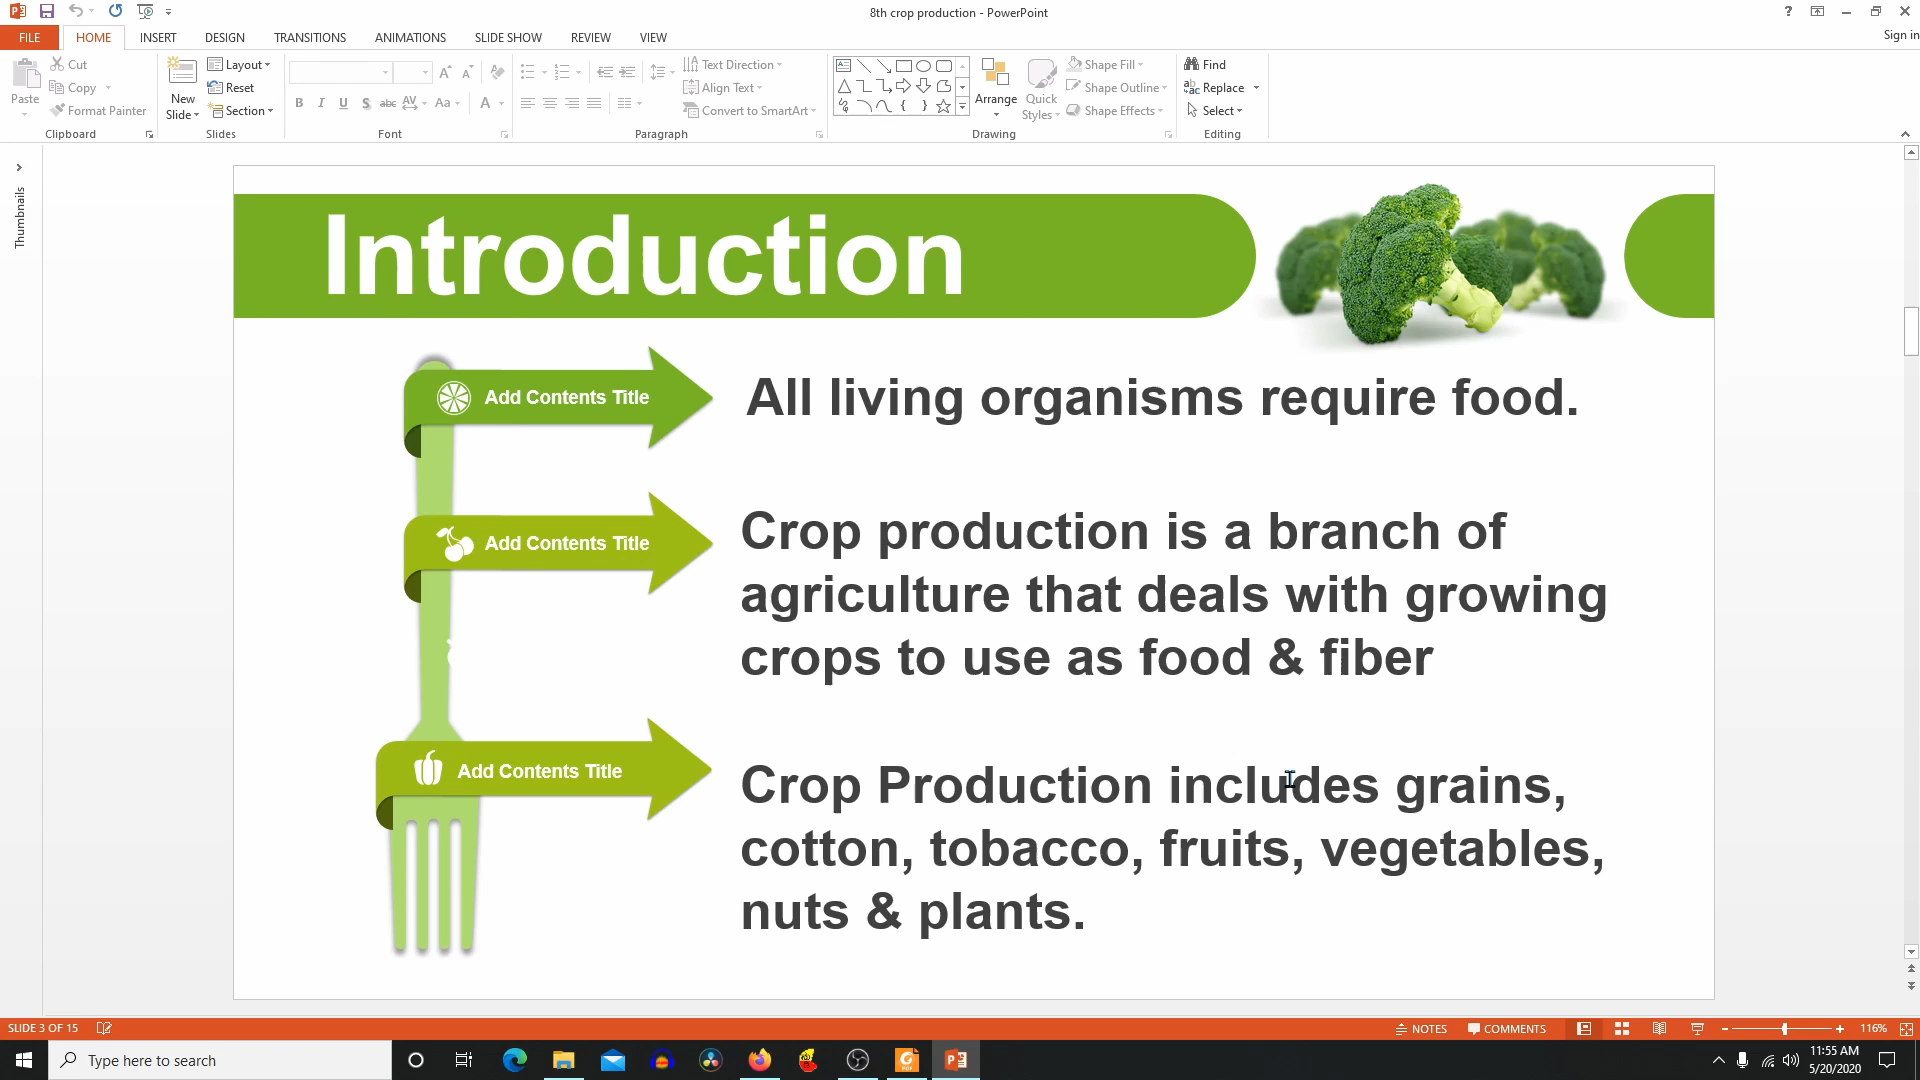 8th crop production - PowerPoint
Sign in
FILE HOME INSERT DESIGN TRANSITIONS ANIMATIONS SLIDE SHOW REVIEW VIEW
Paste
Cut
Copy
Format Painter
Clipboard
New Slide
Layout
Reset
Section
Slides
Font
Text Direction
Align Text
Convert to SmartArt
Paragraph
Arrange
Quick Styles
Shape Fill
Shape Outline
Shape Effects
Drawing
Find
Replace
Select
Editing
Thumbnails
Introduction
Add Contents Title
All living organisms require food.
Add Contents Title
Crop production is a branch of
agriculture that deals with growing
crops to use as food & fiber
Add Contents Title
Crop Production includes grains,
cotton, tobacco, fruits, vegetables,
nuts & plants.
SLIDE 3 OF 15
NOTES
COMMENTS
116%
Type here to search
11:55 AM
5/20/2020